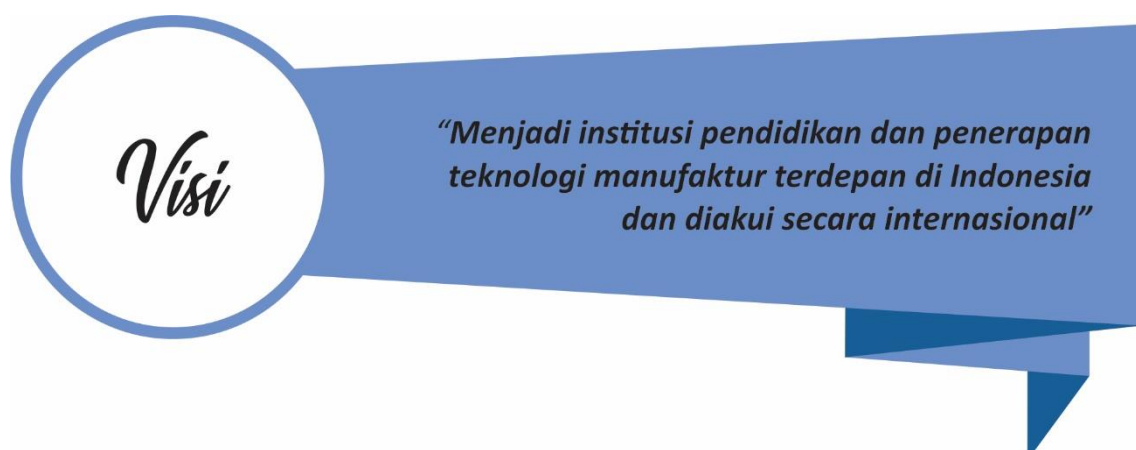 Visi
“Menjadi institusi pendidikan dan penerapan
teknologi manufaktur terdepan di Indonesia
dan diakui secara internasional”